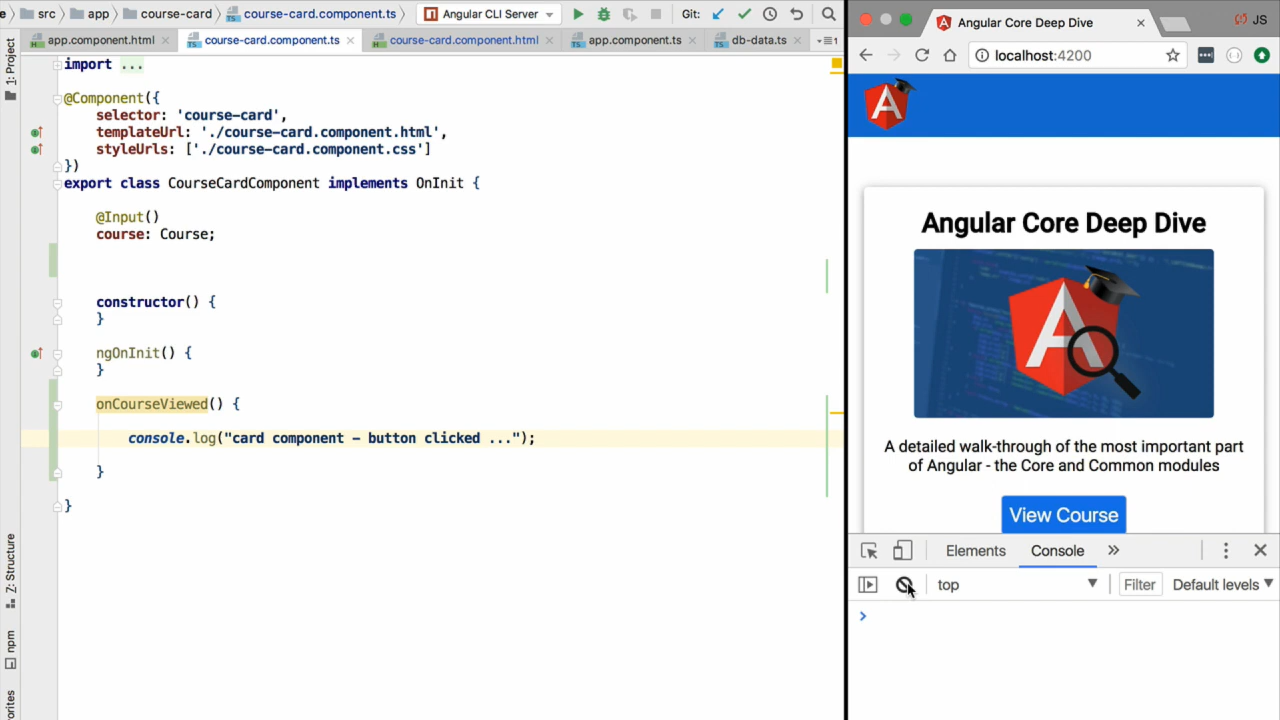 e src app course-card course-card.component.ts Angular CLI Server Git:
app.component.html course-card.component.ts course-card.component.html app.component.ts db-data.ts 1
1: Project
Z: Structure
npm
orites
import ...
@Component({
selector: 'course-card',
templateUrl: './course-card.component.html',
styleUrls: ['./course-card.component.css']
})
export class CourseCardComponent implements OnInit {
@Input()
course: Course;
constructor() {
}
ngOnInit() {
}
onCourseViewed() {
console.log("card component - button clicked ...");
}
}
Angular Core Deep Dive JS
localhost:4200
Angular Core Deep Dive
A detailed walk-through of the most important part
of Angular - the Core and Common modules
View Course
Elements Console »
top Filter Default levels
>